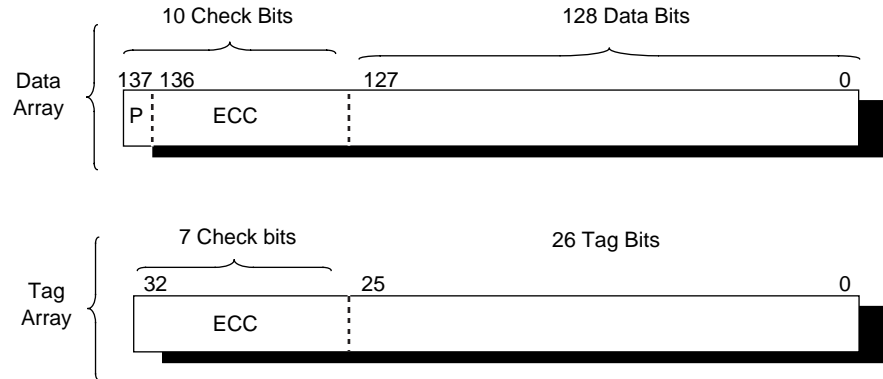 10 Check Bits 128 Data Bits
137 136 127 0
Data
Array
P ECC
7 Check bits 26 Tag Bits
32 25 0
Tag
Array
ECC